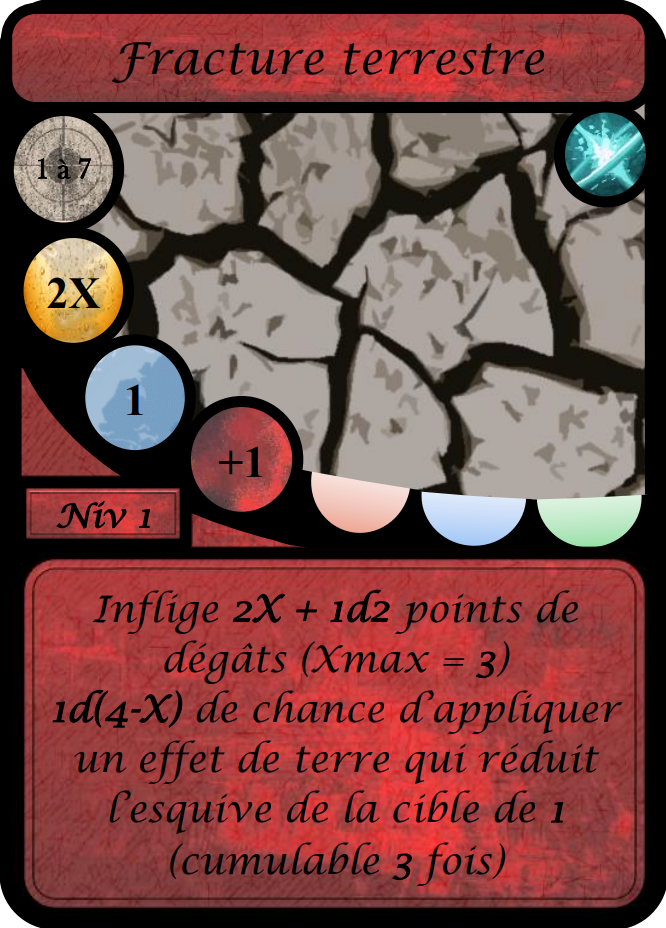 Fracture terrestre
1 à 7
2X
1
+1
Niv 1
Inflige 2X + 1d2 points de
dégâts (Xmax = 3)
1d(4-X) de chance d'appliquer
un effet de terre qui réduit
l'esquive de la cible de 1
(cumulable 3 fois)